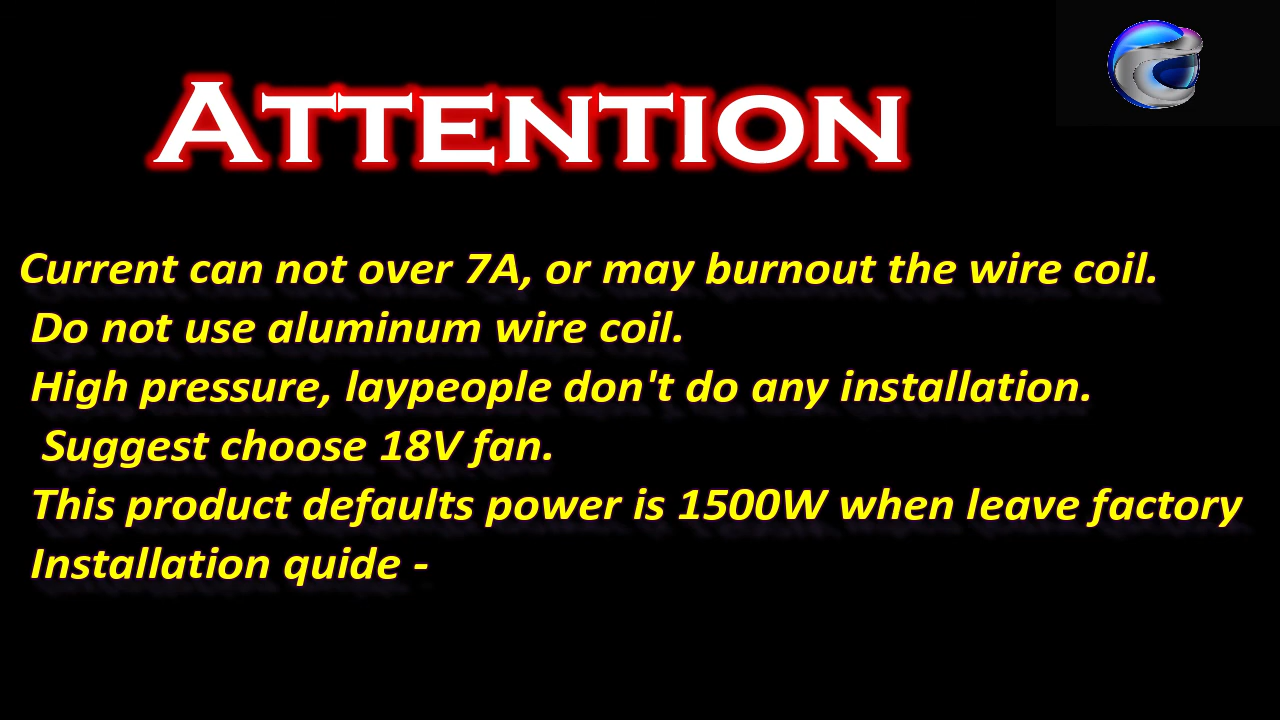 ATTENTION
Current can not over 7A, or may burnout the wire coil.
Do not use aluminum wire coil.
High pressure, laypeople don't do any installation.
Suggest choose 18V fan.
This product defaults power is 1500W when leave factory
Installation quide -